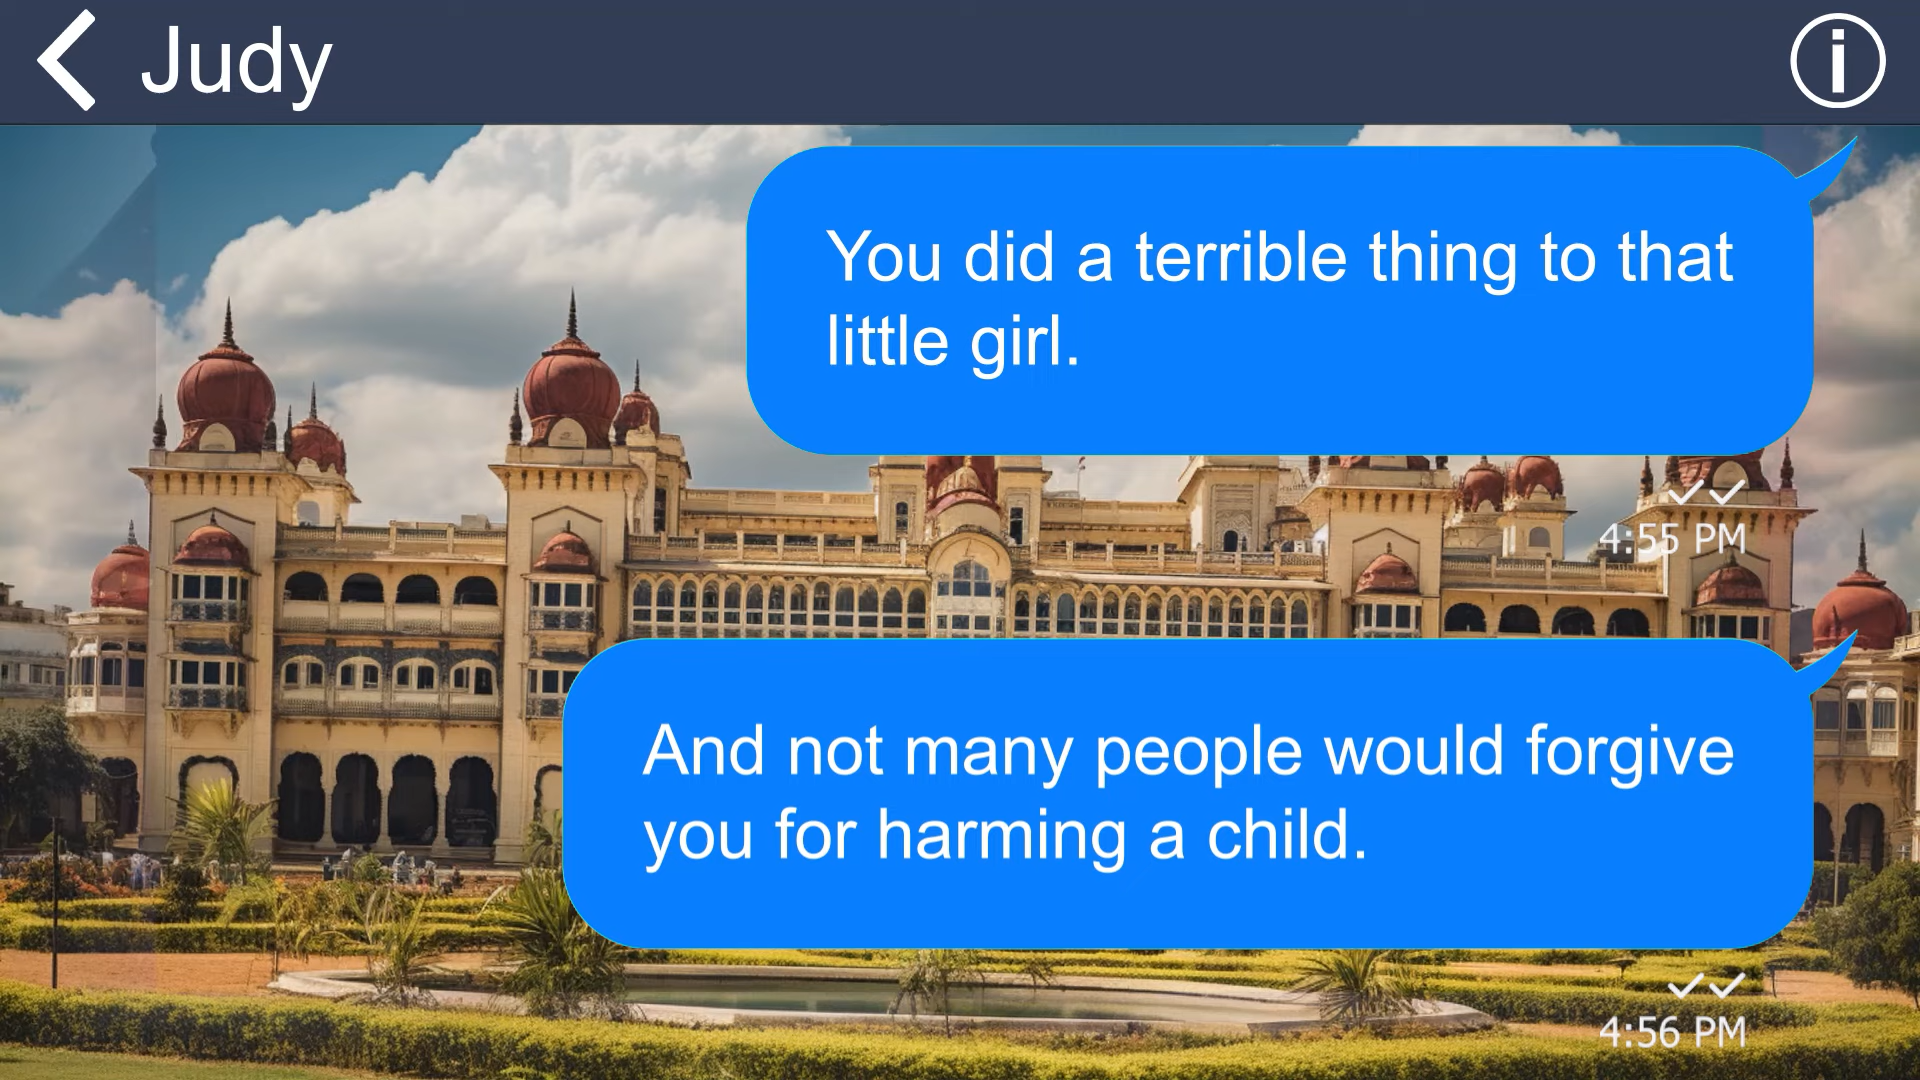 Judy
You did a terrible thing to that
little girl.
4:55 PM
And not many people would forgive
you for harming a child.
4:56 PM